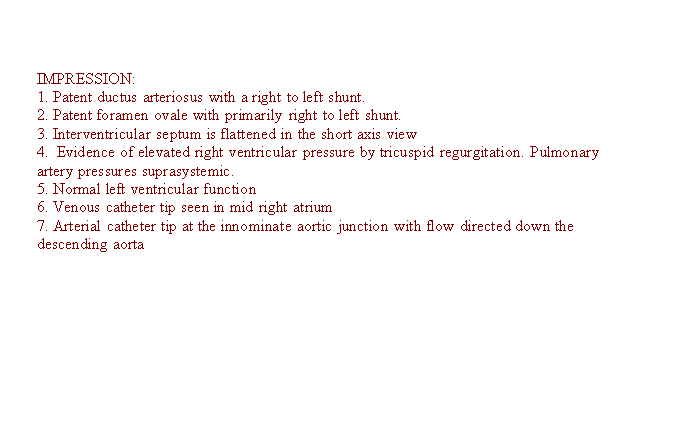 IMPRESSION:
1. Patent ductus arteriosus with a right to left shunt.
2. Patent foramen ovale with primarily right to left shunt.
3. Interventricular septum is flattened in the short axis view
4.  Evidence of elevated right ventricular pressure by tricuspid regurgitation. Pulmonary
artery pressures suprasystemic.
5. Normal left ventricular function
6. Venous catheter tip seen in mid right atrium
7. Arterial catheter tip at the innominate aortic junction with flow directed down the
descending aorta